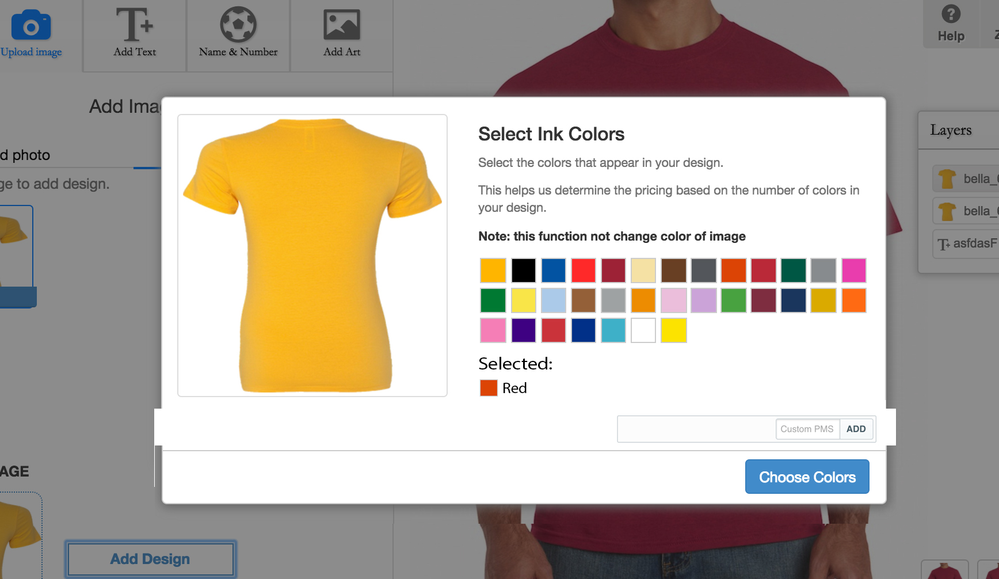 Upload image
Add Text
Name & Number
Add Art
Help
Add Ima
d photo
ge to add design.
AGE
Add Design
Select Ink Colors
Select the colors that appear in your design.
This helps us determine the pricing based on the number of colors in
your design.
Note: this function not change color of image
Selected:
Red
Custom PMS
ADD
Choose Colors
Layers
bella_
bella_
asfdasF